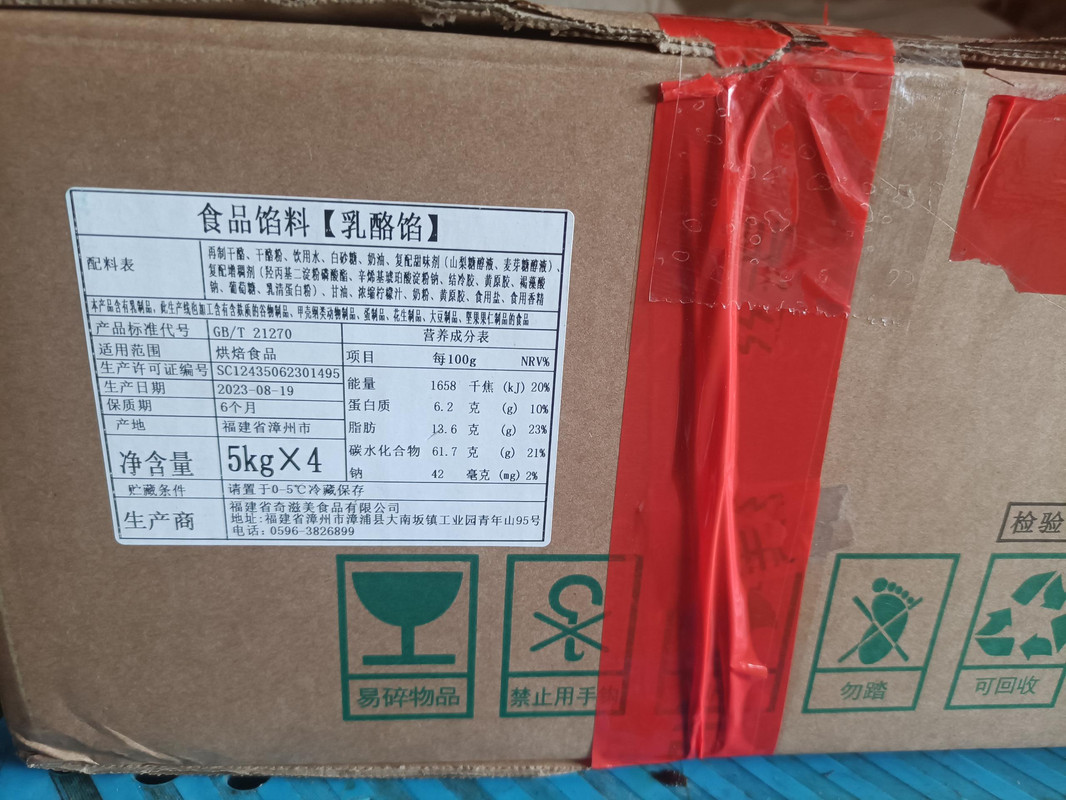 食品馅料【乳酪馅】
配料表
再制干酪、干酪粉、饮用水、白砂糖、奶油、复配甜味剂（山梨糖醇液、麦芽糖醇液）、
复配增稠剂（羟丙基二淀粉磷酸酯、辛烯基琥珀酸淀粉钠、结冷胶、黄原胶、褐藻酸
钠、葡萄糖、乳清蛋白粉）、甘油、浓缩柠檬汁、奶粉、黄原胶、食用盐、食用香精
本产品含有乳制品，此生产线也加工含有麸质的谷物制品、甲壳纲类动物制品、蛋制品、花生制品、大豆制品、坚果果仁制品的食品
产品标准代号 GB/T 21270
适用范围 烘焙食品
生产许可证编号 SC12435062301495
生产日期 2023-08-19
保质期 6个月
产地 福建省漳州市
净含量 5kg×4
营养成分表
项目 每100g NRV%
能量 1658 千焦 (kJ) 20%
蛋白质 6.2 克 (g) 10%
脂肪 13.6 克 (g) 23%
碳水化合物 61.7 克 (g) 21%
钠 42 毫克 (mg) 2%
贮藏条件 请置于0-5℃冷藏保存
生产商
福建省奇滋美食品有限公司
地址：福建省漳州市漳浦县大南坂镇工业园青年山95号
电话：0596-3826899
检验
易碎物品
禁止用手钩
勿踏
可回收